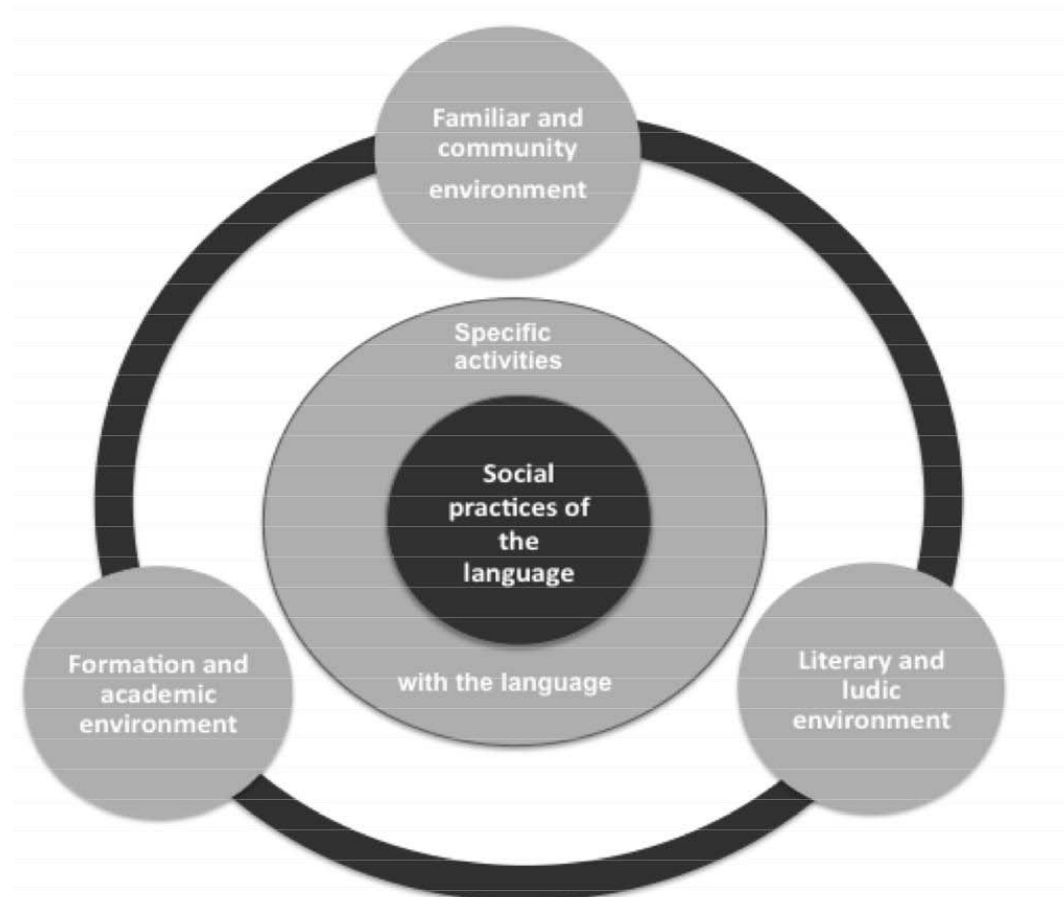 Familiar and
community
environment
Specific
activities
Social
practices of
the
language
with the language
Formation and
academic
environment
Literary and
ludic
environment